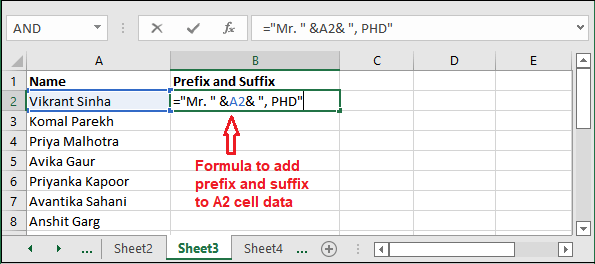 AND
="Mr. " &A2& ", PHD"
A B C D E
1 Name Prefix and Suffix
2 Vikrant Sinha ="Mr. " &A2& ", PHD"
3 Komal Parekh
4 Priya Malhotra
5 Avika Gaur
6 Priyanka Kapoor
7 Avantika Sahani
8 Anshit Garg
Formula to add
prefix and suffix
to A2 cell data
... Sheet2 Sheet3 Sheet4 ...